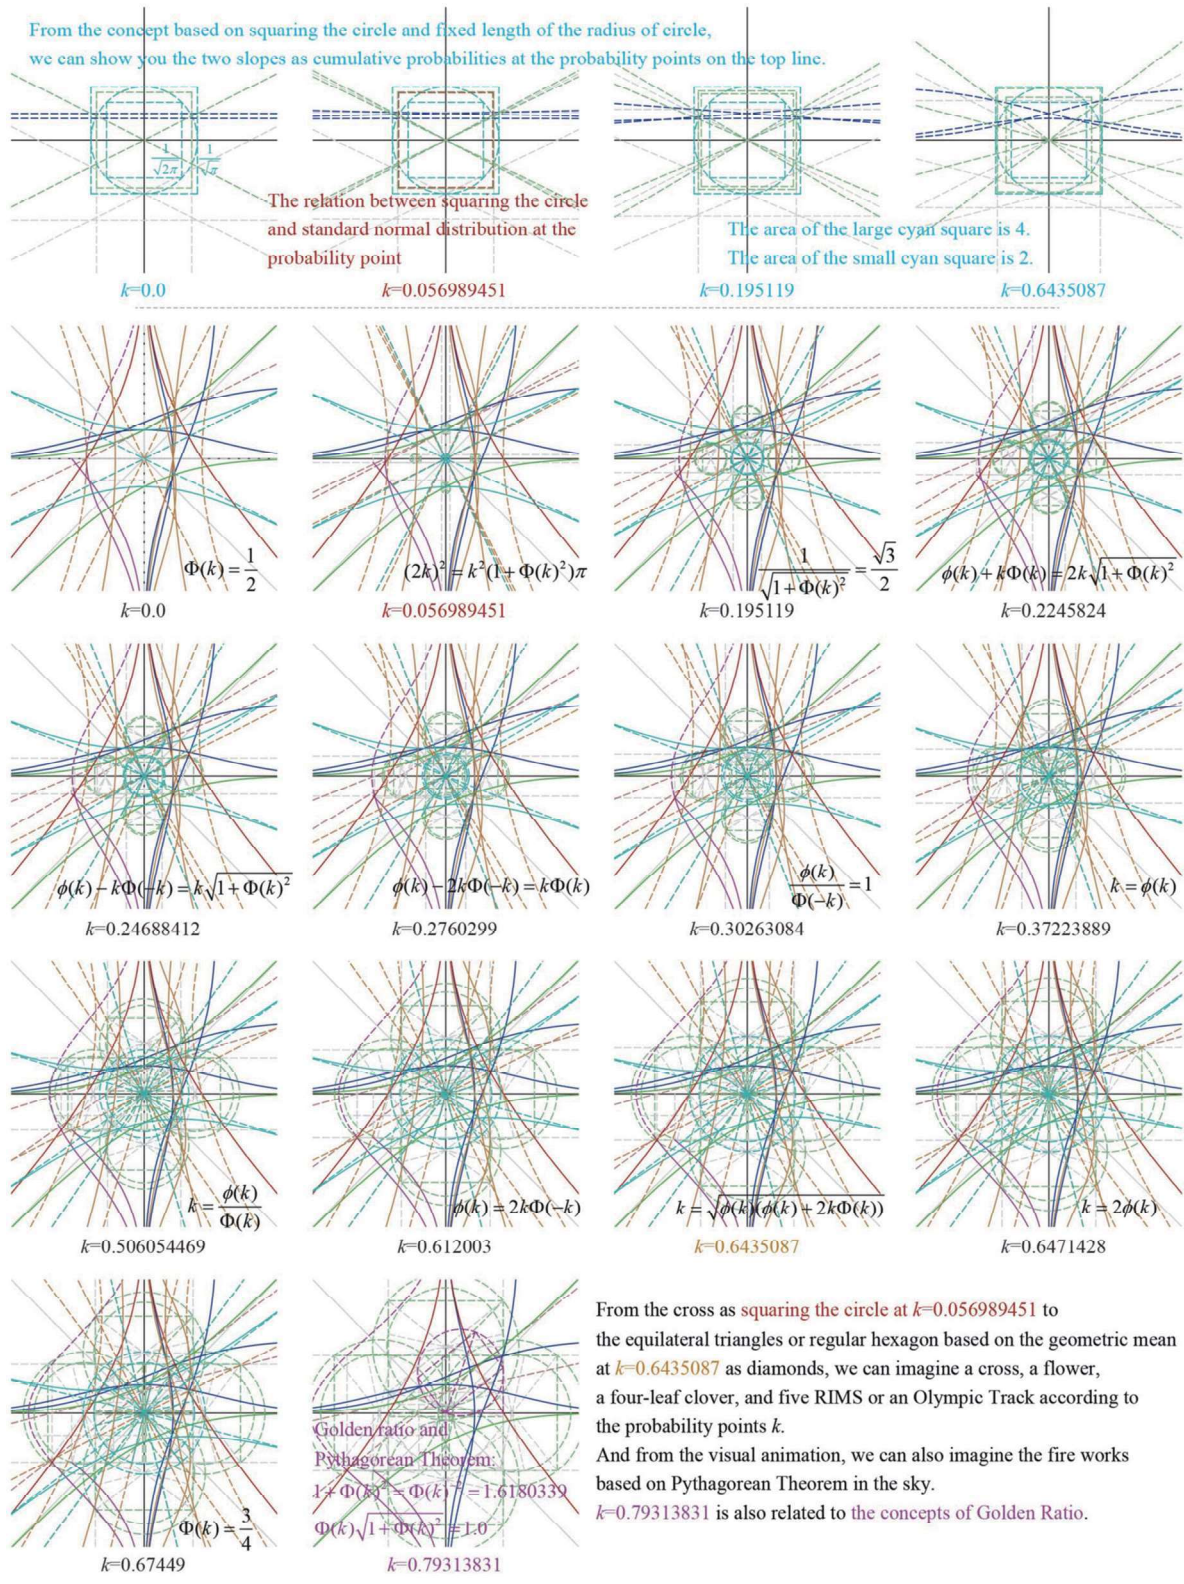 From the concept based on squaring the circle and fixed length of the radius of circle,
we can show you the two slopes as cumulative probabilities at the probability points on the top line.
1/√2π 1/√π
The relation between squaring the circle
and standard normal distribution at the
probability point
The area of the large cyan square is 4.
The area of the small cyan square is 2.
k=0.0 k=0.056989451 k=0.195119 k=0.6435087
Φ(k) = 1/2 (2k)² = k²(1+Φ(k)²)π 1/√(1+Φ(k)²) = √3/2 ϕ(k) + kΦ(k) = 2k√(1+Φ(k)²)
k=0.0 k=0.056989451 k=0.195119 k=0.2245824
ϕ(k) − kΦ(−k) = k√(1+Φ(k)²) ϕ(k) − 2kΦ(−k) = kΦ(k) ϕ(k)/Φ(−k) = 1 k = ϕ(k)
k=0.24688412 k=0.2760299 k=0.30263084 k=0.37223889
k = ϕ(k)/Φ(k) ϕ(k) = 2kΦ(−k) k = √(ϕ(k)(ϕ(k) + 2kΦ(k))) k = 2ϕ(k)
k=0.506054469 k=0.612003 k=0.6435087 k=0.6471428
Φ(k) = 3/4
k=0.67449
Golden ratio and
Pythagorean Theorem:
1+Φ(k)² = Φ(k)⁻² = 1.6180339
Φ(k)√(1+Φ(k)²) = 1.0
k=0.79313831
From the cross as squaring the circle at k=0.056989451 to
the equilateral triangles or regular hexagon based on the geometric mean
at k=0.6435087 as diamonds, we can imagine a cross, a flower,
a four-leaf clover, and five RIMS or an Olympic Track according to
the probability points k.
And from the visual animation, we can also imagine the fire works
based on Pythagorean Theorem in the sky.
k=0.79313831 is also related to the concepts of Golden Ratio.